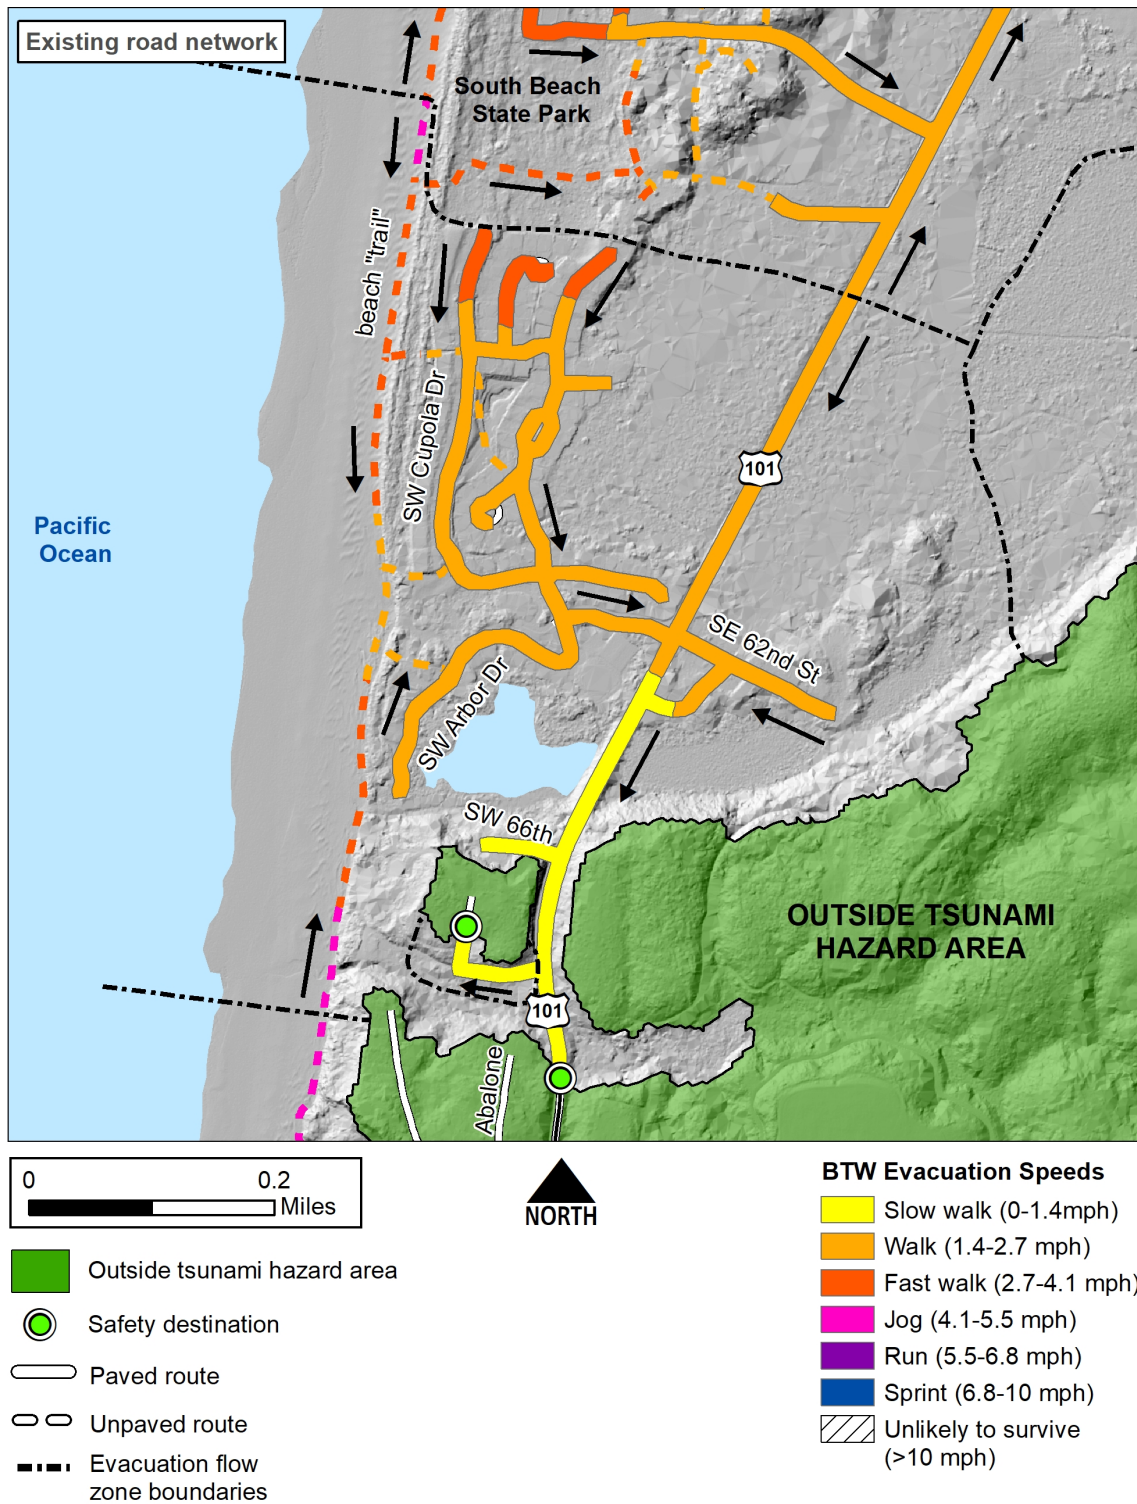 Existing road network
South Beach
State Park
beach "trail"
SW Cupola Dr
101
Pacific
Ocean
SE 62nd St
SW Arbor Dr
SW 66th
OUTSIDE TSUNAMI
HAZARD AREA
101
Abalone
0 0.2
Miles
NORTH
Outside tsunami hazard area
Safety destination
Paved route
Unpaved route
Evacuation flow
zone boundaries
BTW Evacuation Speeds
Slow walk (0-1.4mph)
Walk (1.4-2.7 mph)
Fast walk (2.7-4.1 mph)
Jog (4.1-5.5 mph)
Run (5.5-6.8 mph)
Sprint (6.8-10 mph)
Unlikely to survive
(>10 mph)